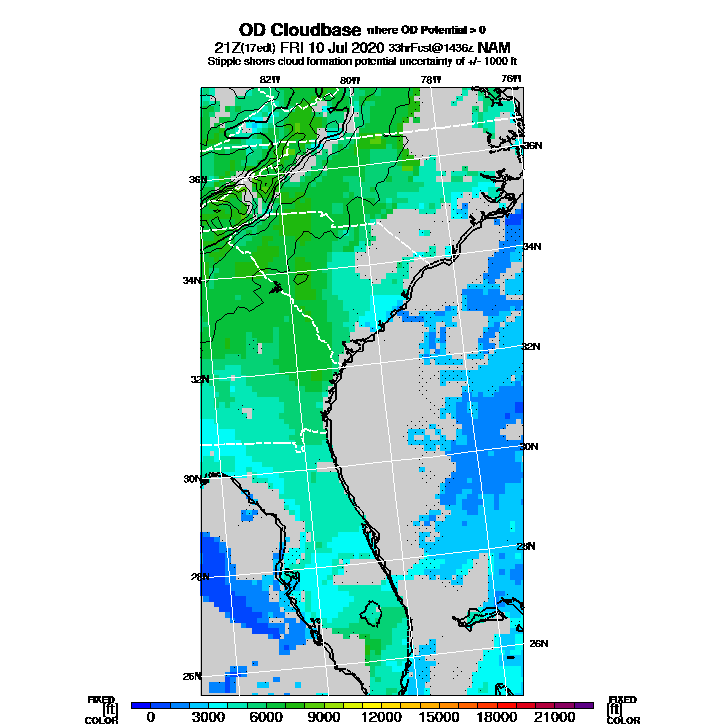 OD Cloudbase where OD Potential > 0
21Z(17edt) FRI 10 Jul 2020 33hrFcst@1436z NAM
Stipple shows cloud formation potential uncertainty of +/- 1000 ft
82W 80W 78W 76W
36N 36N
34N 34N
32N 32N
30N 30N
28N 28N
26N 26N
FIXED FIXED
[ft] [ft]
COLOR 0 3000 6000 9000 12000 15000 18000 21000 COLOR